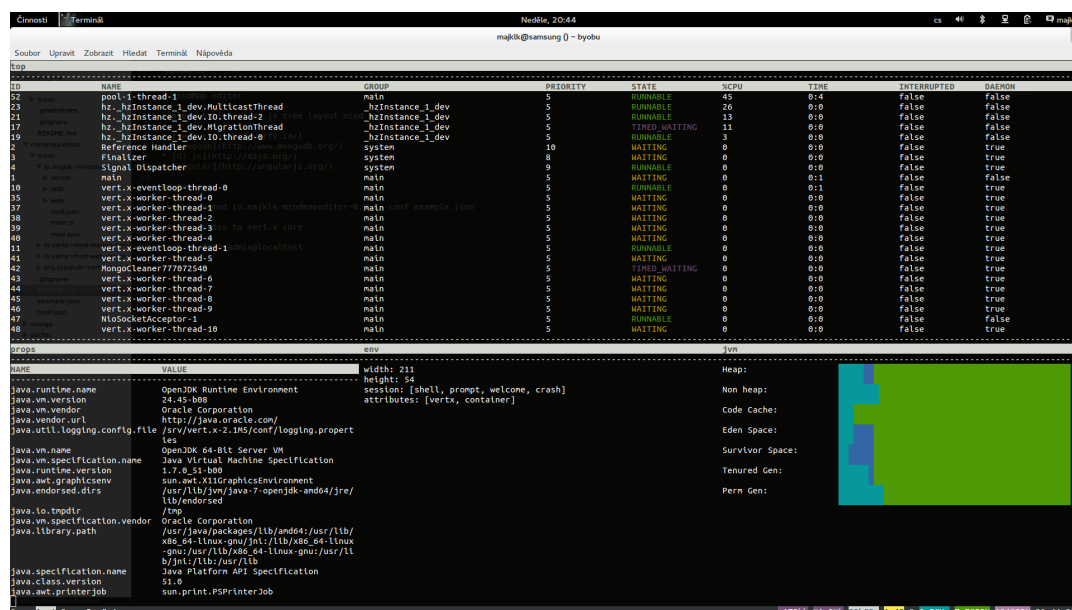 Činnosti Terminál Neděle, 20:44 cs majk
majklk@samsung () - byobu
Soubor Upravit Zobrazit Hledat Terminál Nápověda
top
ID NAME GROUP PRIORITY STATE %CPU TIME INTERRUPTED DAEMON
52 pool-1-thread-1 main 5 RUNNABLE 45 0:4 false false
23 hz._hzInstance_1_dev.MulticastThread _hzInstance_1_dev 5 RUNNABLE 26 0:0 false false
21 hz._hzInstance_1_dev.IO.thread-2 _hzInstance_1_dev 5 RUNNABLE 13 0:0 false false
17 hz._hzInstance_1_dev.MigrationThread _hzInstance_1_dev 5 TIMED_WAITING 11 0:0 false false
19 hz._hzInstance_1_dev.IO.thread-0 _hzInstance_1_dev 5 RUNNABLE 0 0:0 false false
2 Reference Handler system 10 WAITING 0 0:0 false true
3 Finalizer system 8 WAITING 0 0:0 false true
4 Signal Dispatcher system 9 RUNNABLE 0 0:0 false true
1 main main 5 WAITING 0 0:1 false false
10 vert.x-eventloop-thread-0 main 5 RUNNABLE 0 0:1 false true
35 vert.x-worker-thread-0 main 5 WAITING 0 0:0 false true
37 vert.x-worker-thread-1 main 5 WAITING 0 0:0 false true
38 vert.x-worker-thread-2 main 5 WAITING 0 0:0 false true
39 vert.x-worker-thread-3 main 5 WAITING 0 0:0 false true
40 vert.x-worker-thread-4 main 5 WAITING 0 0:0 false true
11 vert.x-eventloop-thread-1 main 5 RUNNABLE 0 0:0 false true
41 vert.x-worker-thread-5 main 5 WAITING 0 0:0 false true
42 MongoCleaner777072540 main 5 TIMED_WAITING 0 0:0 false true
43 vert.x-worker-thread-6 main 5 WAITING 0 0:0 false true
44 vert.x-worker-thread-7 main 5 WAITING 0 0:0 false true
45 vert.x-worker-thread-8 main 5 WAITING 0 0:0 false true
46 vert.x-worker-thread-9 main 5 WAITING 0 0:0 false true
47 NioSocketAcceptor-1 main 5 RUNNABLE 0 0:0 false false
48 vert.x-worker-thread-10 main 5 WAITING 0 0:0 false true
props env jvm
NAME VALUE
java.runtime.name OpenJDK Runtime Environment
java.vm.version 24.45-b08
java.vm.vendor Oracle Corporation
java.vendor.url http://java.oracle.com/
java.util.logging.config.file /srv/vert.x-2.1M5/conf/logging.propert
ies
java.vm.name OpenJDK 64-Bit Server VM
java.vm.specification.name Java Virtual Machine Specification
java.runtime.version 1.7.0_51-b00
java.awt.graphicsenv sun.awt.X11GraphicsEnvironment
java.endorsed.dirs /usr/lib/jvm/java-7-openjdk-amd64/jre/
lib/endorsed
java.io.tmpdir /tmp
java.vm.specification.vendor Oracle Corporation
java.library.path /usr/java/packages/lib/amd64:/usr/lib/
x86_64-linux-gnu/jni:/lib/x86_64-linux
-gnu:/usr/lib/x86_64-linux-gnu:/usr/li
b/jni:/lib:/usr/lib
java.specification.name Java Platform API Specification
java.class.version 51.0
java.awt.printerjob sun.print.PSPrinterJob
width: 211
height: 54
session: [shell, prompt, welcome, crash]
attributes: [vertx, container]
Heap:
Non heap:
Code Cache:
Eden Space:
Survivor Space:
Tenured Gen:
Perm Gen: